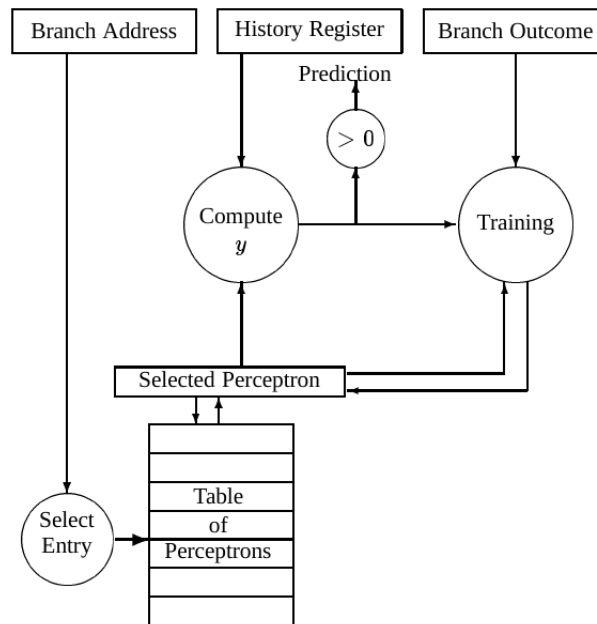 Branch Address
History Register
Branch Outcome
Prediction
> 0
Compute
y
Training
Selected Perceptron
Table
of
Perceptrons
Select
Entry